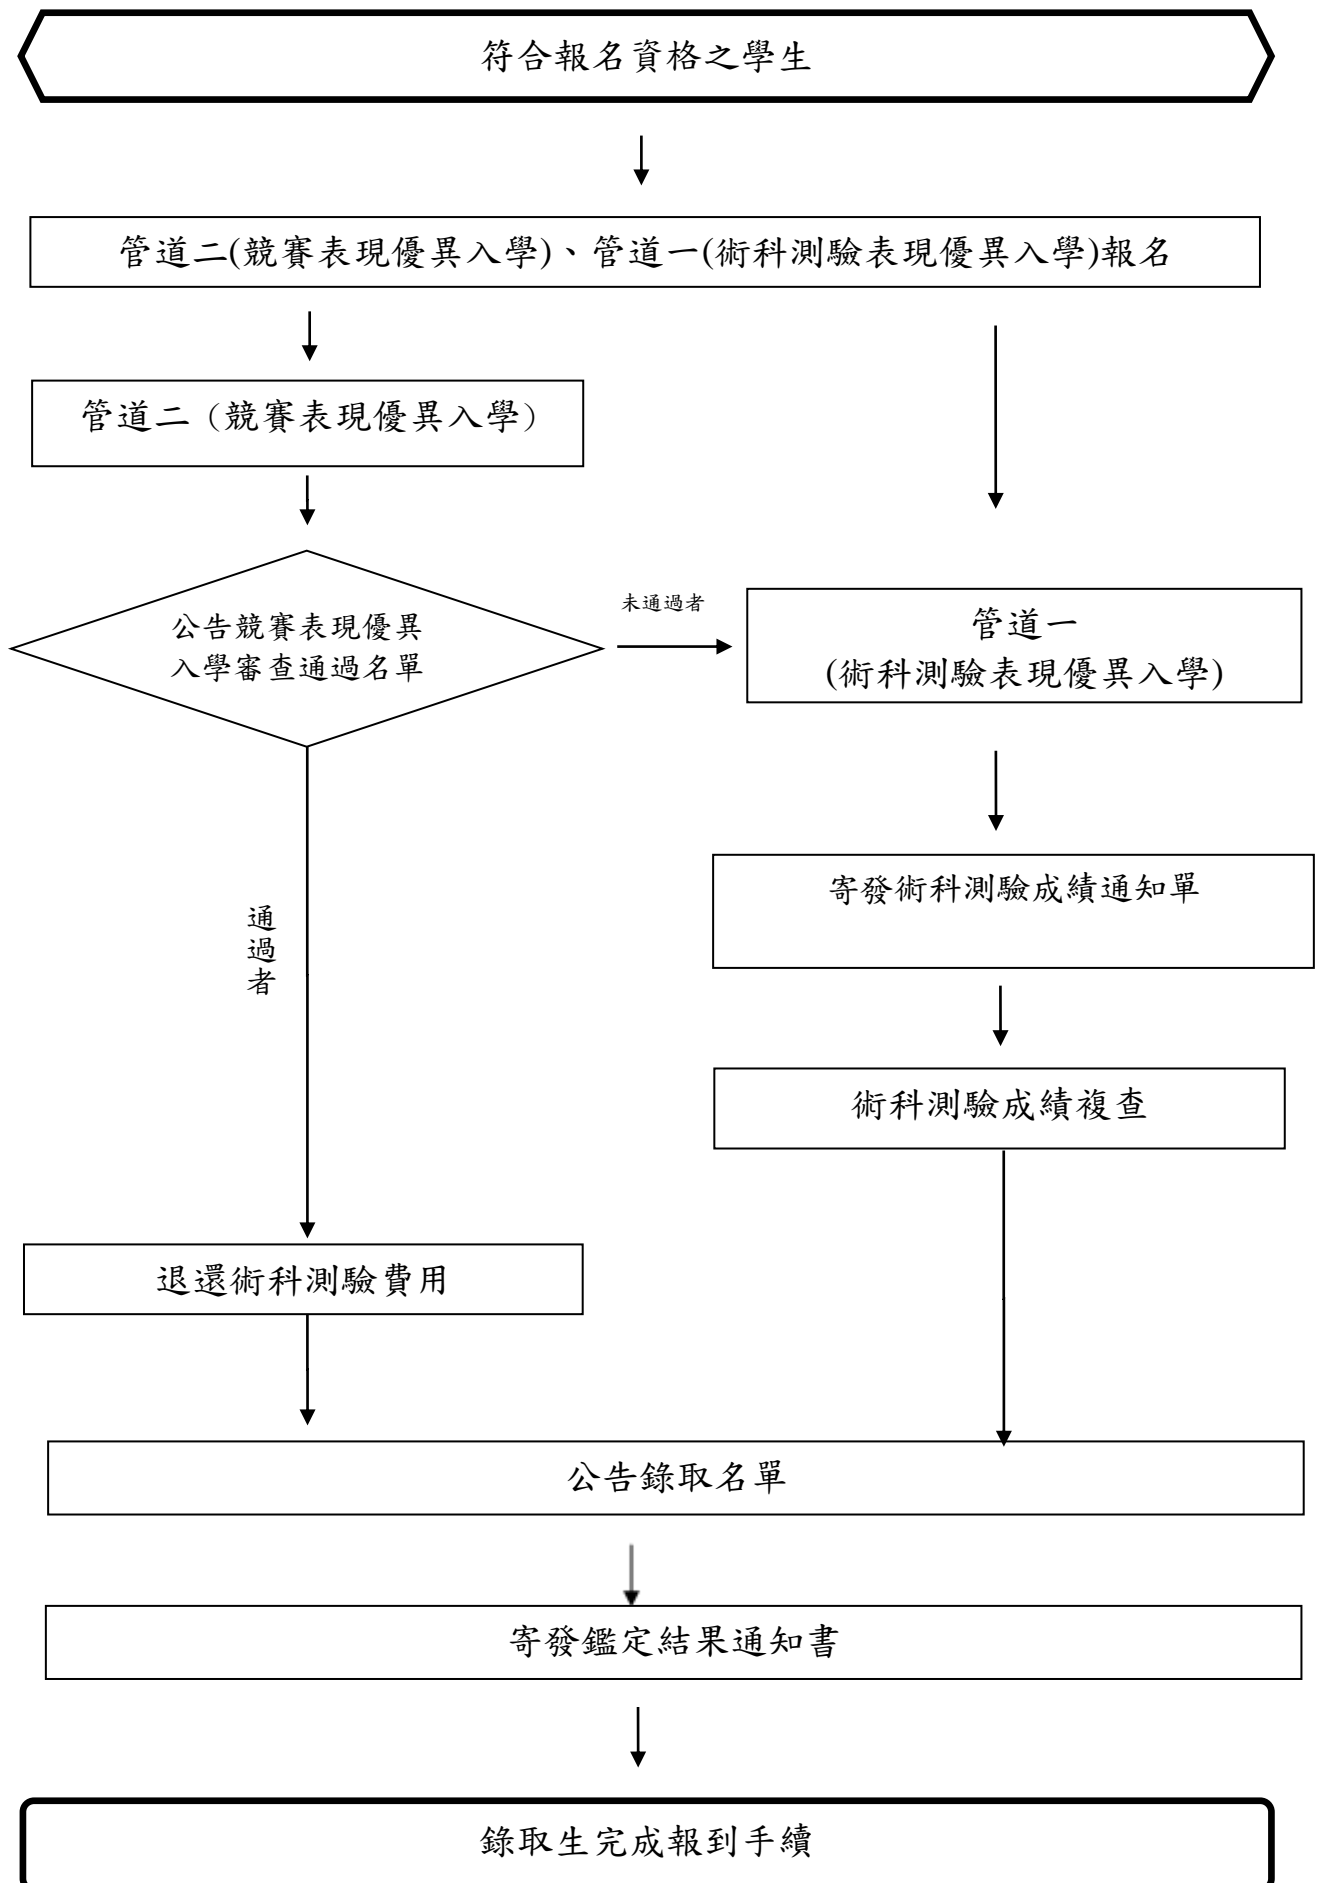 符合報名資格之學生
管道二(競賽表現優異入學)、管道一(術科測驗表現優異入學)報名
管道二（競賽表現優異入學）
公告競賽表現優異
入學審查通過名單
未通過者
管道一
(術科測驗表現優異入學)
寄發術科測驗成績通知單
通過者
術科測驗成績複查
退還術科測驗費用
公告錄取名單
寄發鑑定結果通知書
錄取生完成報到手續